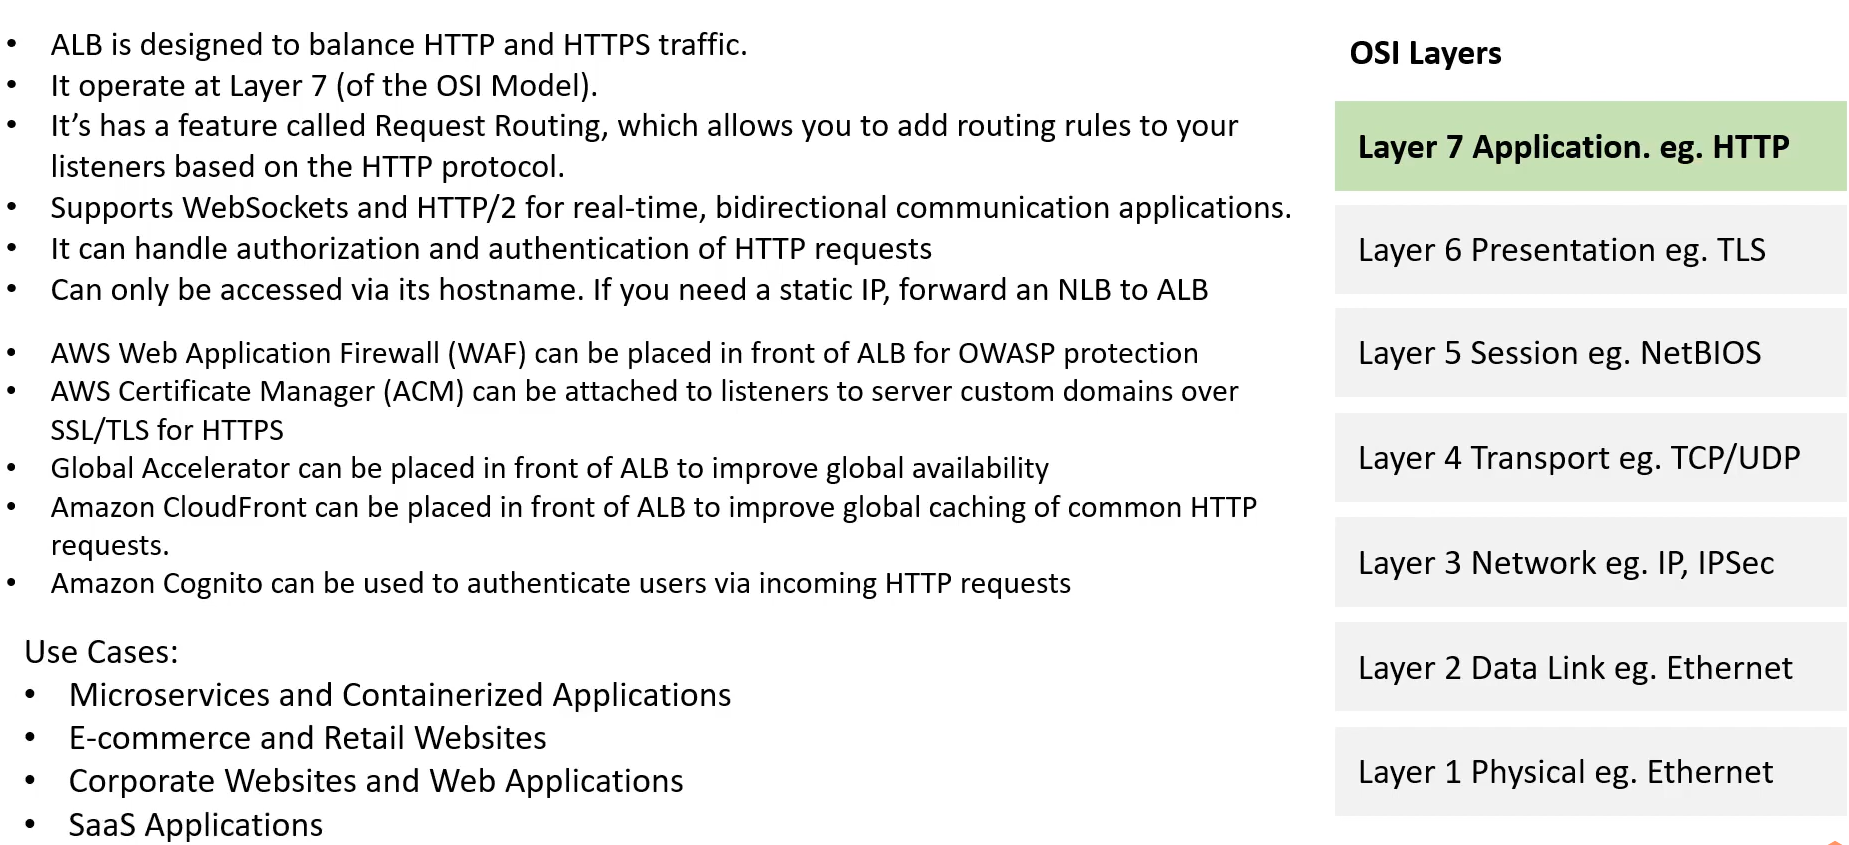 • ALB is designed to balance HTTP and HTTPS traffic.
• It operate at Layer 7 (of the OSI Model).
• It’s has a feature called Request Routing, which allows you to add routing rules to your
listeners based on the HTTP protocol.
• Supports WebSockets and HTTP/2 for real-time, bidirectional communication applications.
• It can handle authorization and authentication of HTTP requests
• Can only be accessed via its hostname. If you need a static IP, forward an NLB to ALB
• AWS Web Application Firewall (WAF) can be placed in front of ALB for OWASP protection
• AWS Certificate Manager (ACM) can be attached to listeners to server custom domains over
SSL/TLS for HTTPS
• Global Accelerator can be placed in front of ALB to improve global availability
• Amazon CloudFront can be placed in front of ALB to improve global caching of common HTTP
requests.
• Amazon Cognito can be used to authenticate users via incoming HTTP requests
Use Cases:
• Microservices and Containerized Applications
• E-commerce and Retail Websites
• Corporate Websites and Web Applications
• SaaS Applications
OSI Layers
Layer 7 Application. eg. HTTP
Layer 6 Presentation eg. TLS
Layer 5 Session eg. NetBIOS
Layer 4 Transport eg. TCP/UDP
Layer 3 Network eg. IP, IPSec
Layer 2 Data Link eg. Ethernet
Layer 1 Physical eg. Ethernet